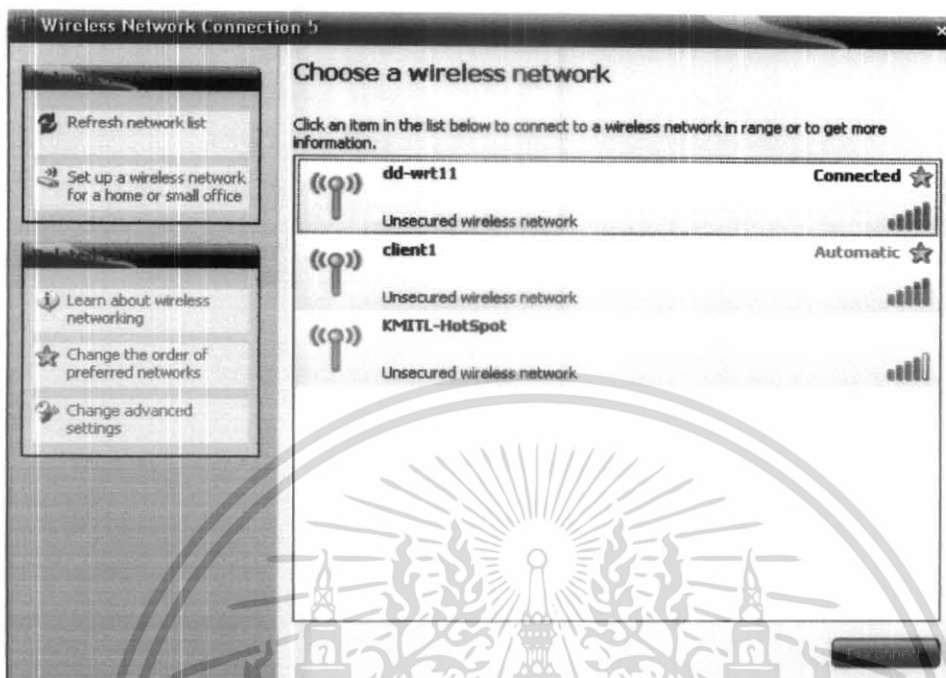 Wireless Network Connection 5
Refresh network list
Set up a wireless network
for a home or small office
Learn about wireless
networking
Change the order of
preferred networks
Change advanced
settings
Choose a wireless network
Click an item in the list below to connect to a wireless network in range or to get more
information.
dd-wrt11
Connected
Unsecured wireless network
client1
Automatic
Unsecured wireless network
KMITL-HotSpot
Unsecured wireless network